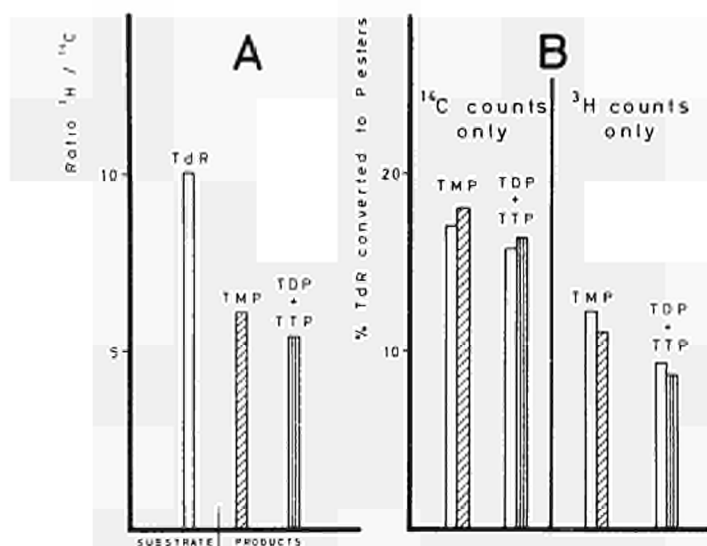 A
Ratio ³H / ¹⁴C
10
5
TdR
TMP
TDP
+
TTP
SUBSTRATE
PRODUCTS
B
% TdR converted to P esters
20
10
¹⁴C counts
only
³H counts
only
TMP
TDP
+
TTP
TMP
TDP
+
TTP